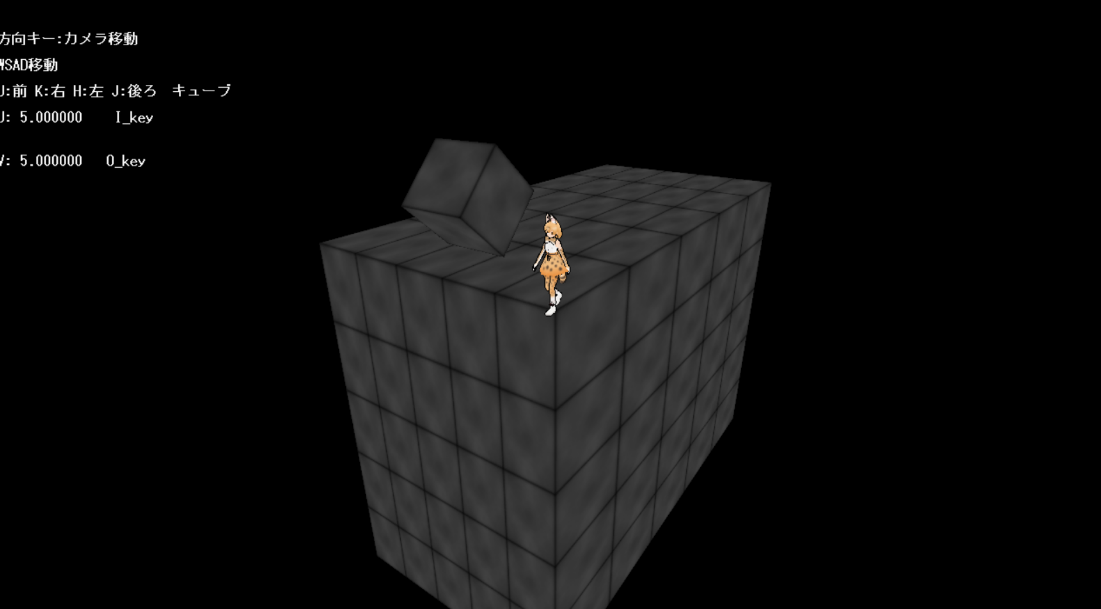 方向キー:カメラ移動
WSAD移動
U:前 K:右 H:左 J:後ろ キューブ
U: 5.000000 I_key
V: 5.000000 O_key